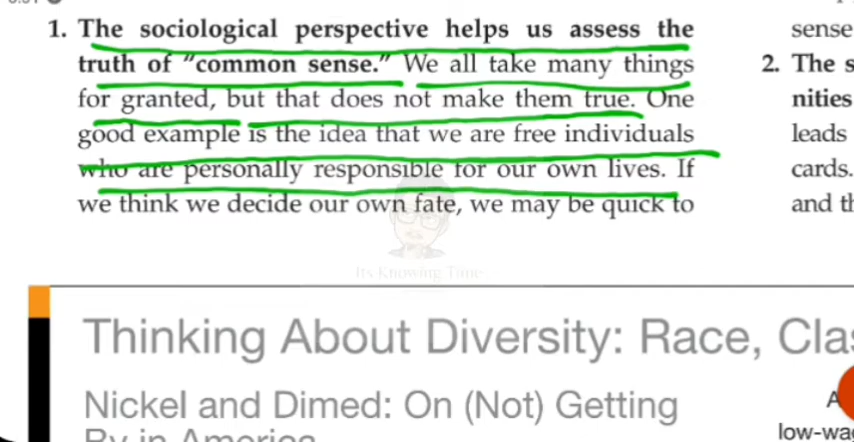 1. The sociological perspective helps us assess the
truth of "common sense." We all take many things
for granted, but that does not make them true. One
good example is the idea that we are free individuals
who are personally responsible for our own lives. If
we think we decide our own fate, we may be quick to
sense
2. The s
nities
leads
cards.
and th
Its Knowing Time
Thinking About Diversity: Race, Clas
Nickel and Dimed: On (Not) Getting
By in America
A
low-wa